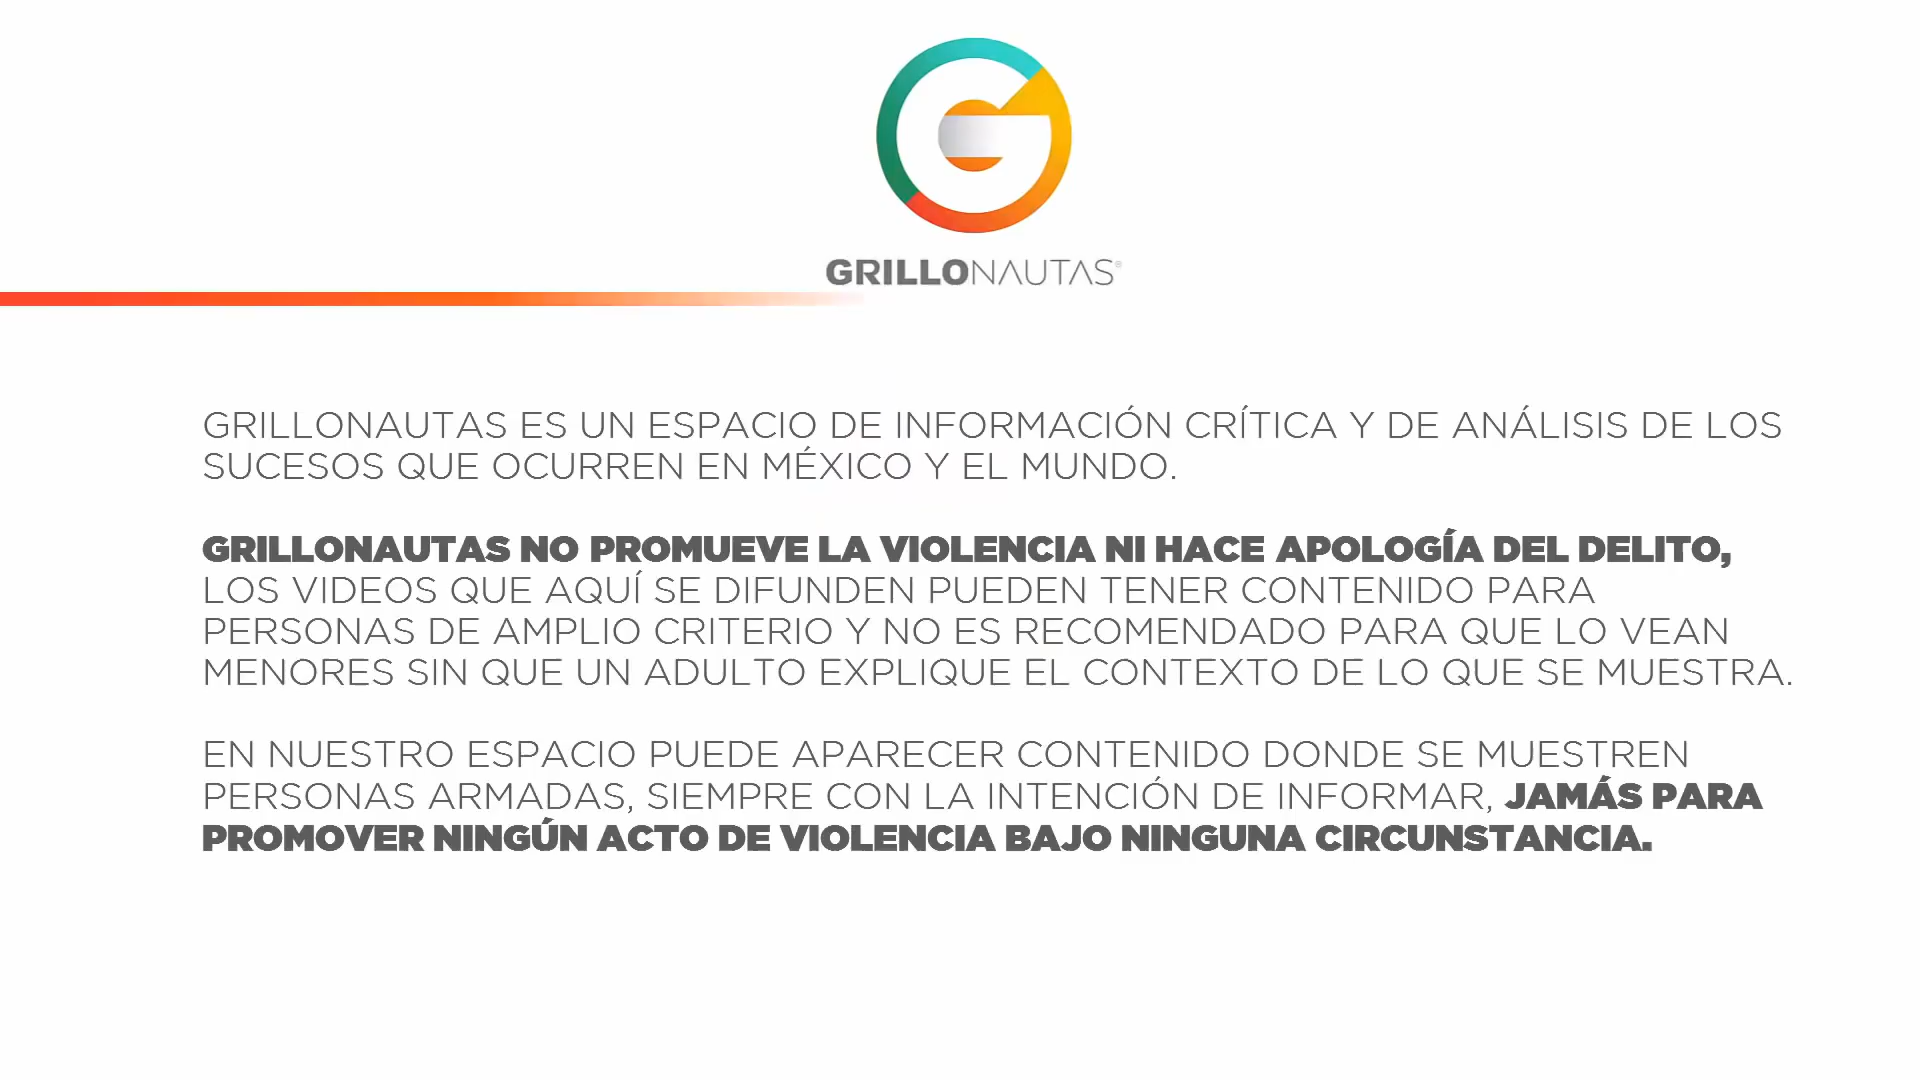 GRILLONAUTAS®
GRILLONAUTAS ES UN ESPACIO DE INFORMACIÓN CRÍTICA Y DE ANÁLISIS DE LOS
SUCESOS QUE OCURREN EN MÉXICO Y EL MUNDO.
GRILLONAUTAS NO PROMUEVE LA VIOLENCIA NI HACE APOLOGÍA DEL DELITO,
LOS VIDEOS QUE AQUÍ SE DIFUNDEN PUEDEN TENER CONTENIDO PARA
PERSONAS DE AMPLIO CRITERIO Y NO ES RECOMENDADO PARA QUE LO VEAN
MENORES SIN QUE UN ADULTO EXPLIQUE EL CONTEXTO DE LO QUE SE MUESTRA.
EN NUESTRO ESPACIO PUEDE APARECER CONTENIDO DONDE SE MUESTREN
PERSONAS ARMADAS, SIEMPRE CON LA INTENCIÓN DE INFORMAR, JAMÁS PARA
PROMOVER NINGÚN ACTO DE VIOLENCIA BAJO NINGUNA CIRCUNSTANCIA.